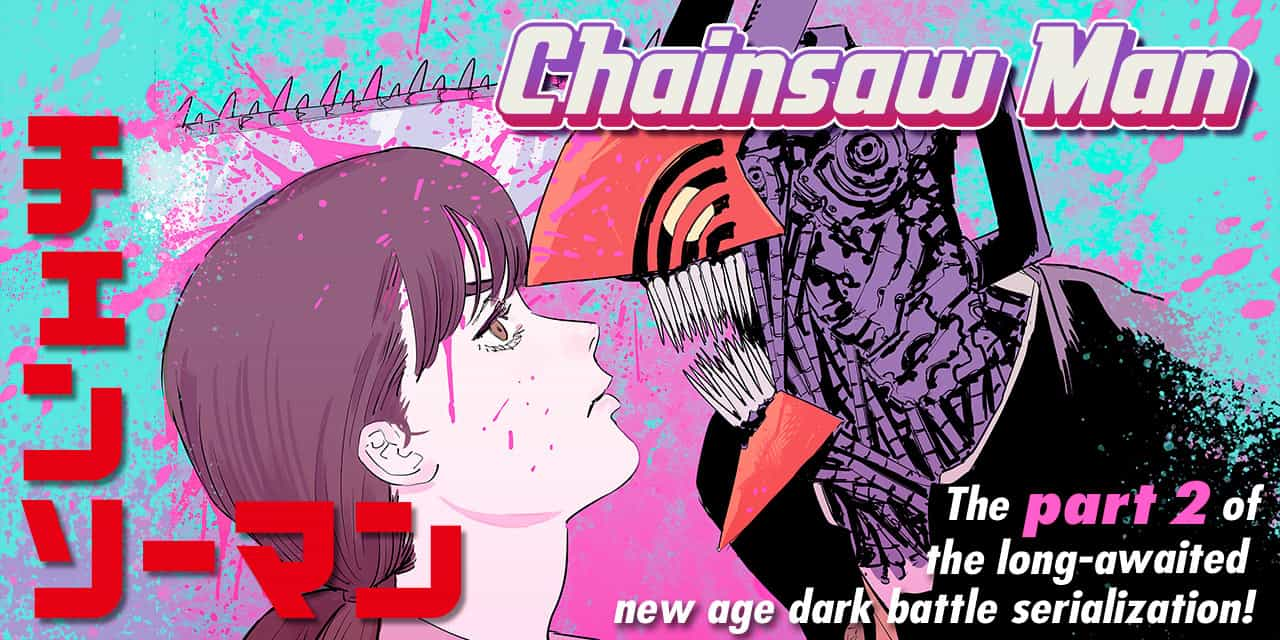 Chainsaw Man
チェンソーマン
The part 2 of
the long-awaited
new age dark battle serialization!